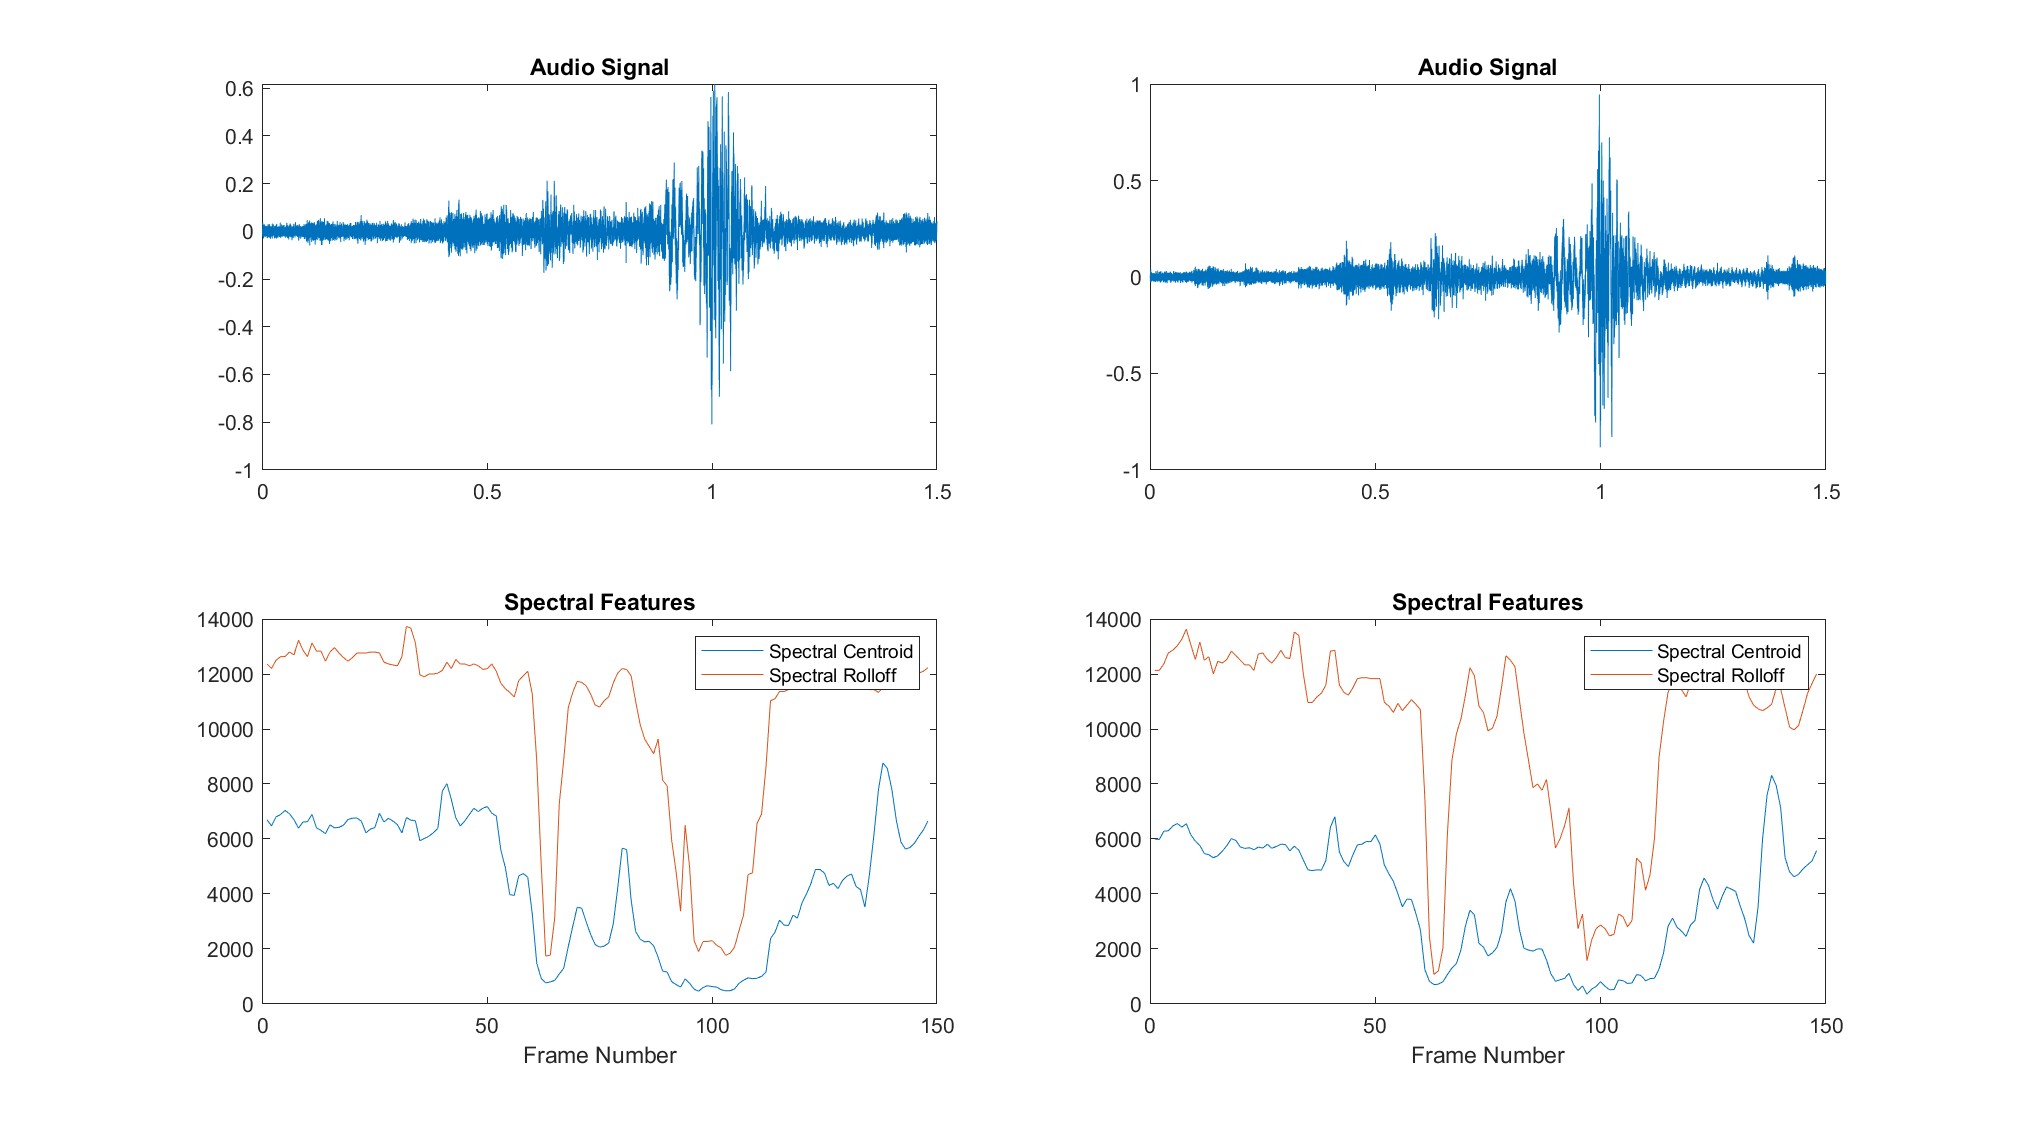 Audio Signal
0.6
0.4
0.2
0
-0.2
-0.4
-0.6
-0.8
-1
0 0.5 1 1.5
Audio Signal
1
0.5
0
-0.5
-1
0 0.5 1 1.5
Spectral Features
14000
12000
10000
8000
6000
4000
2000
0
Spectral Centroid
Spectral Rolloff
0 50 100 150
Frame Number
Spectral Features
14000
12000
10000
8000
6000
4000
2000
0
Spectral Centroid
Spectral Rolloff
0 50 100 150
Frame Number